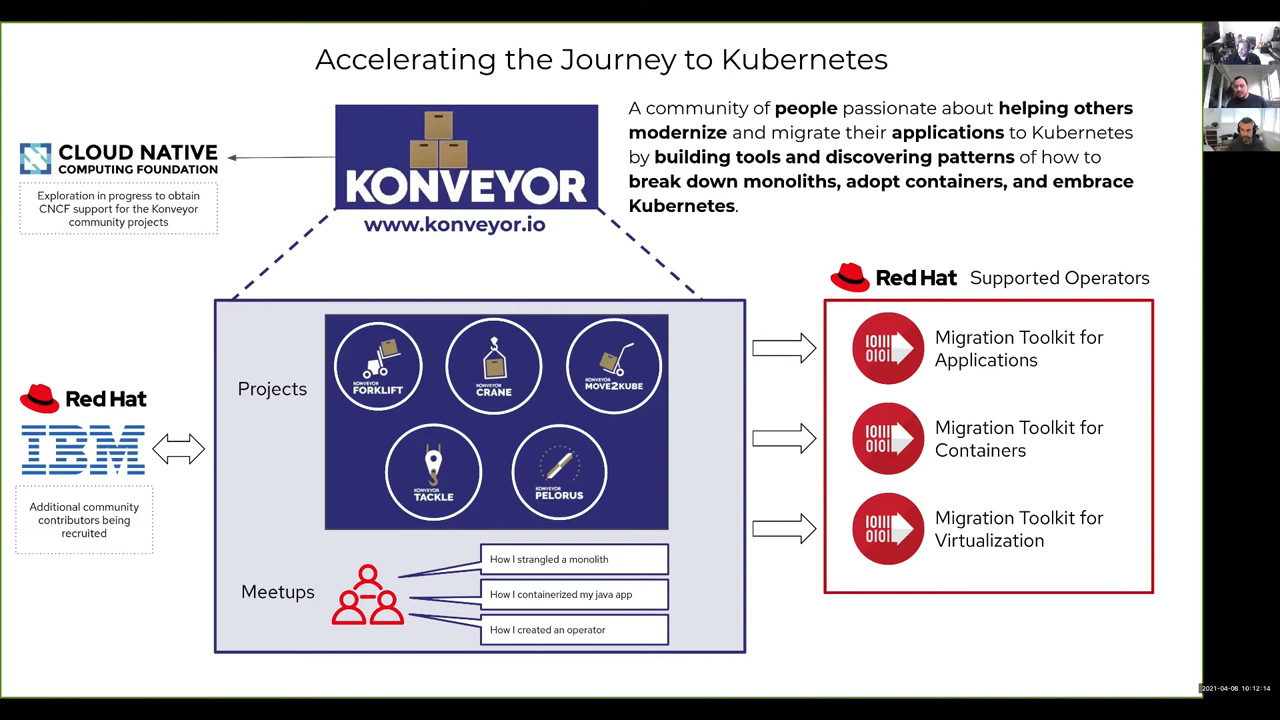 Accelerating the Journey to Kubernetes
CLOUD NATIVE
COMPUTING FOUNDATION
Exploration in progress to obtain
CNCF support for the Konveyor
community projects
KONVEYOR
www.konveyor.io
A community of people passionate about helping others
modernize and migrate their applications to Kubernetes
by building tools and discovering patterns of how to
break down monoliths, adopt containers, and embrace
Kubernetes.
Red Hat
IBM
Additional community
contributors being
recruited
Projects
KONVEYOR
FORKLIFT
KONVEYOR
CRANE
KONVEYOR
MOVE2KUBE
KONVEYOR
TACKLE
KONVEYOR
PELORUS
Meetups
How I strangled a monolith
How I containerized my java app
How I created an operator
Red Hat Supported Operators
Migration Toolkit for
Applications
Migration Toolkit for
Containers
Migration Toolkit for
Virtualization
2021-04-08 10:12:14